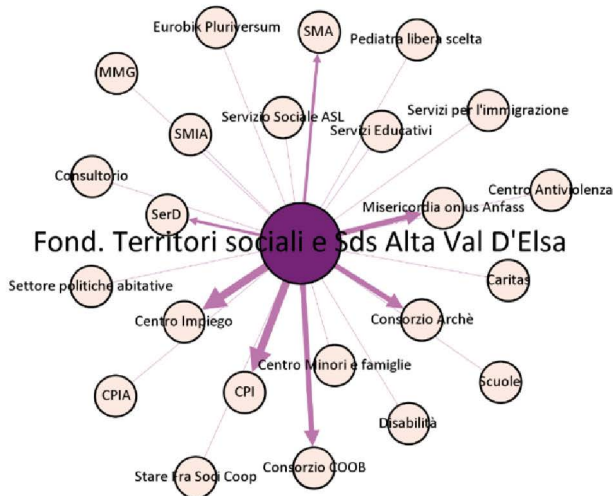 Eurobik Pluriversum
SMA
Pediatra libera scelta
MMG
Servizio Sociale ASL
Servizi per l'immigrazione
SMIA
Servizi Educativi
Consultorio
Centro Antiviolenza
SerD
Misericordia onlus Anfass
Fond. Territori sociali e Sds Alta Val D'Elsa
Settore politiche abitative
Caritas
Centro Impiego
Consorzio Archè
Centro Minori e famiglie
Scuole
CPIA
CPI
Disabilità
Stare Fra Soci Coop
Consorzio COOB